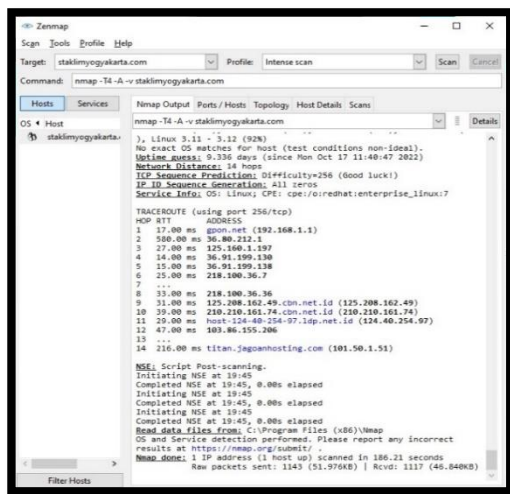 Zenmap
Scan Tools Profile Help
Target: staklimyogyakarta.com Profile: Intense scan Scan Cancel
Command: nmap -T4 -A -v staklimyogyakarta.com
Hosts Services Nmap Output Ports / Hosts Topology Host Details Scans
OS Host nmap -T4 -A -v staklimyogyakarta.com Details
staklimyogyakarta.
), Linux 3.11 - 3.12 (92%)
No exact OS matches for host (test conditions non-ideal).
Uptime guess: 9.336 days (since Mon Oct 17 11:40:47 2022)
Network Distance: 14 hops
TCP Sequence Prediction: Difficulty=256 (Good luck!)
IP ID Sequence Generation: All zeros
Service Info: OS: Linux; CPE: cpe:/o:redhat:enterprise_linux:7
TRACEROUTE (using port 256/tcp)
HOP RTT ADDRESS
1 17.00 ms gpon.net (192.168.1.1)
2 580.00 ms 36.80.212.1
3 27.00 ms 125.160.1.197
4 14.00 ms 36.91.199.130
5 15.00 ms 36.91.199.138
6 25.00 ms 218.100.36.7
7 ...
8 33.00 ms 218.100.36.36
9 31.00 ms 125.208.162.49.cbn.net.id (125.208.162.49)
10 39.00 ms 210.210.161.74.cbn.net.id (210.210.161.74)
11 29.00 ms host-124-40-254-97.ldp.net.id (124.40.254.97)
12 47.00 ms 103.86.155.206
13 ...
14 216.00 ms titan.jagoanhosting.com (101.50.1.51)
NSE: Script Post-scanning.
Initiating NSE at 19:45
Completed NSE at 19:45, 0.00s elapsed
Initiating NSE at 19:45
Completed NSE at 19:45, 0.00s elapsed
Initiating NSE at 19:45
Completed NSE at 19:45, 0.00s elapsed
Read data files from: C:\Program Files (x86)\Nmap
OS and Service detection performed. Please report any incorrect
results at https://nmap.org/submit/ .
Nmap done: 1 IP address (1 host up) scanned in 186.21 seconds
Raw packets sent: 1143 (51.976KB) | Rcvd: 1117 (46.840KB)
Filter Hosts